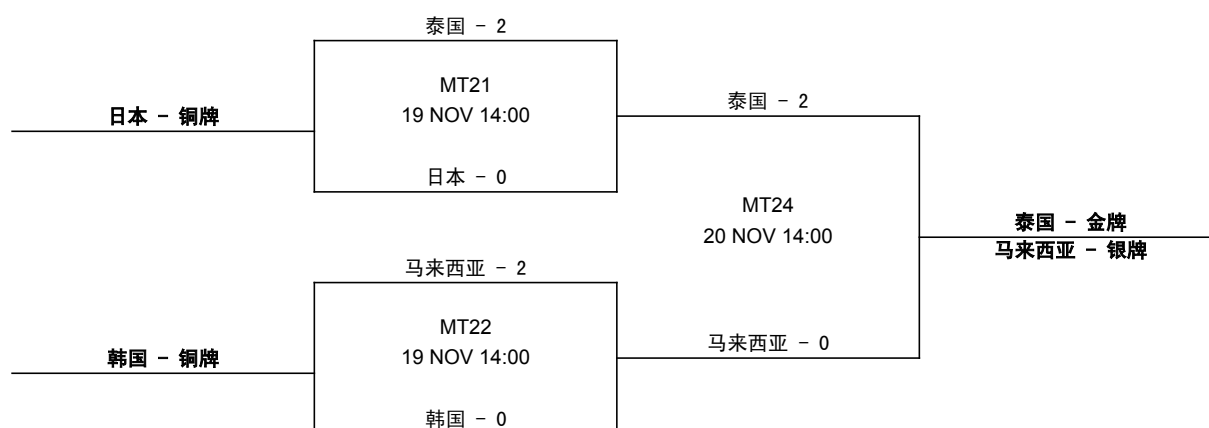 泰国 - 2
MT21
19 NOV 14:00
日本 - 铜牌
泰国 - 2
日本 - 0
MT24
20 NOV 14:00
泰国 - 金牌
马来西亚 - 银牌
马来西亚 - 2
MT22
19 NOV 14:00
韩国 - 铜牌
马来西亚 - 0
韩国 - 0